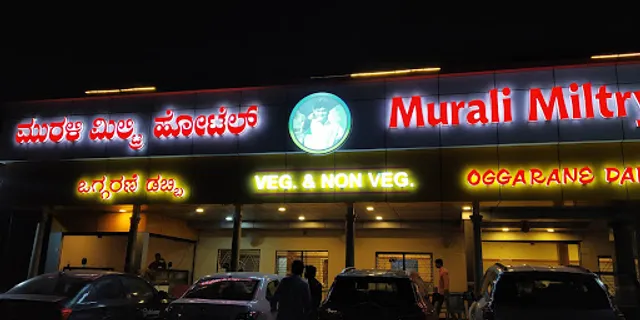 ಮುರಳಿ ಮಿಲ್ಟ್ರಿ ಹೋಟೆಲ್
Murali Miltry
ಒಗ್ಗರಣೆ ಡಬ್ಬಿ
VEG. & NON VEG.
OGGARANE